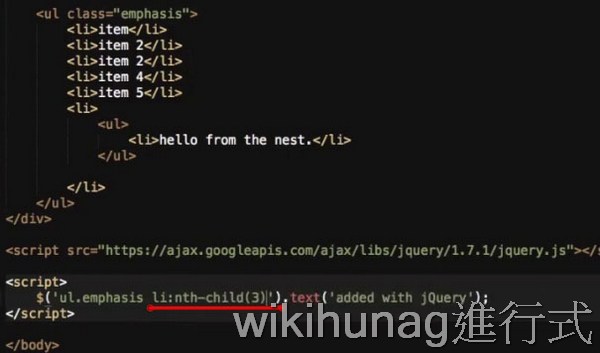 <ul class="emphasis">
<li>item</li>
<li>item 2</li>
<li>item 2</li>
<li>item 4</li>
<li>item 5</li>
<li>
<ul>
<li>hello from the nest.</li>
</ul>
</li>
</ul>
</div>
<script src="https://ajax.googleapis.com/ajax/libs/jquery/1.7.1/jquery.js"></s
<script>
$('ul.emphasis li:nth-child(3)').text('added with jQuery');
</script>
wikihunag進行式
</body>